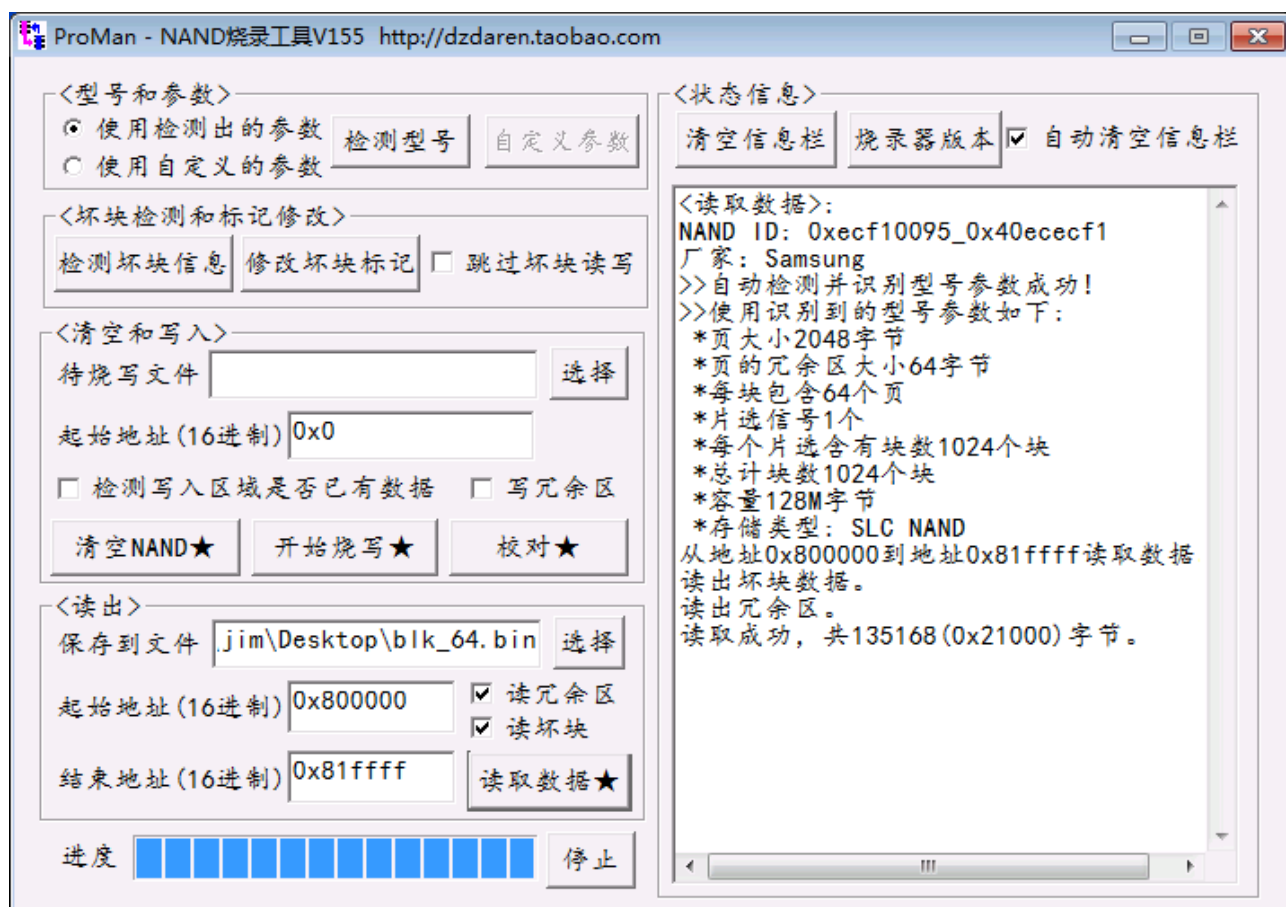 ProMan - NAND烧录工具V155 http://dzdaren.taobao.com
<型号和参数>
使用检测出的参数
使用自定义的参数
检测型号
自定义参数
<坏块检测和标记修改>
检测坏块信息
修改坏块标记
跳过坏块读写
<清空和写入>
待烧写文件
选择
起始地址(16进制) 0x0
检测写入区域是否已有数据
写冗余区
清空NAND★
开始烧写★
校对★
<读出>
保存到文件 .jim\Desktop\blk_64.bin
选择
起始地址(16进制) 0x800000
读冗余区
读坏块
结束地址(16进制) 0x81ffff
读取数据★
进度
停止
<状态信息>
清空信息栏
烧录器版本
自动清空信息栏
<读取数据>:
NAND ID: 0xecf10095_0x40ececf1
厂家: Samsung
>>自动检测并识别型号参数成功!
>>使用识别到的型号参数如下:
*页大小2048字节
*页的冗余区大小64字节
*每块包含64个页
*片选信号1个
*每个片选含有块数1024个块
*总计块数1024个块
*容量128M字节
*存储类型: SLC NAND
从地址0x800000到地址0x81ffff读取数据
读出坏块数据。
读出冗余区。
读取成功, 共135168(0x21000)字节。